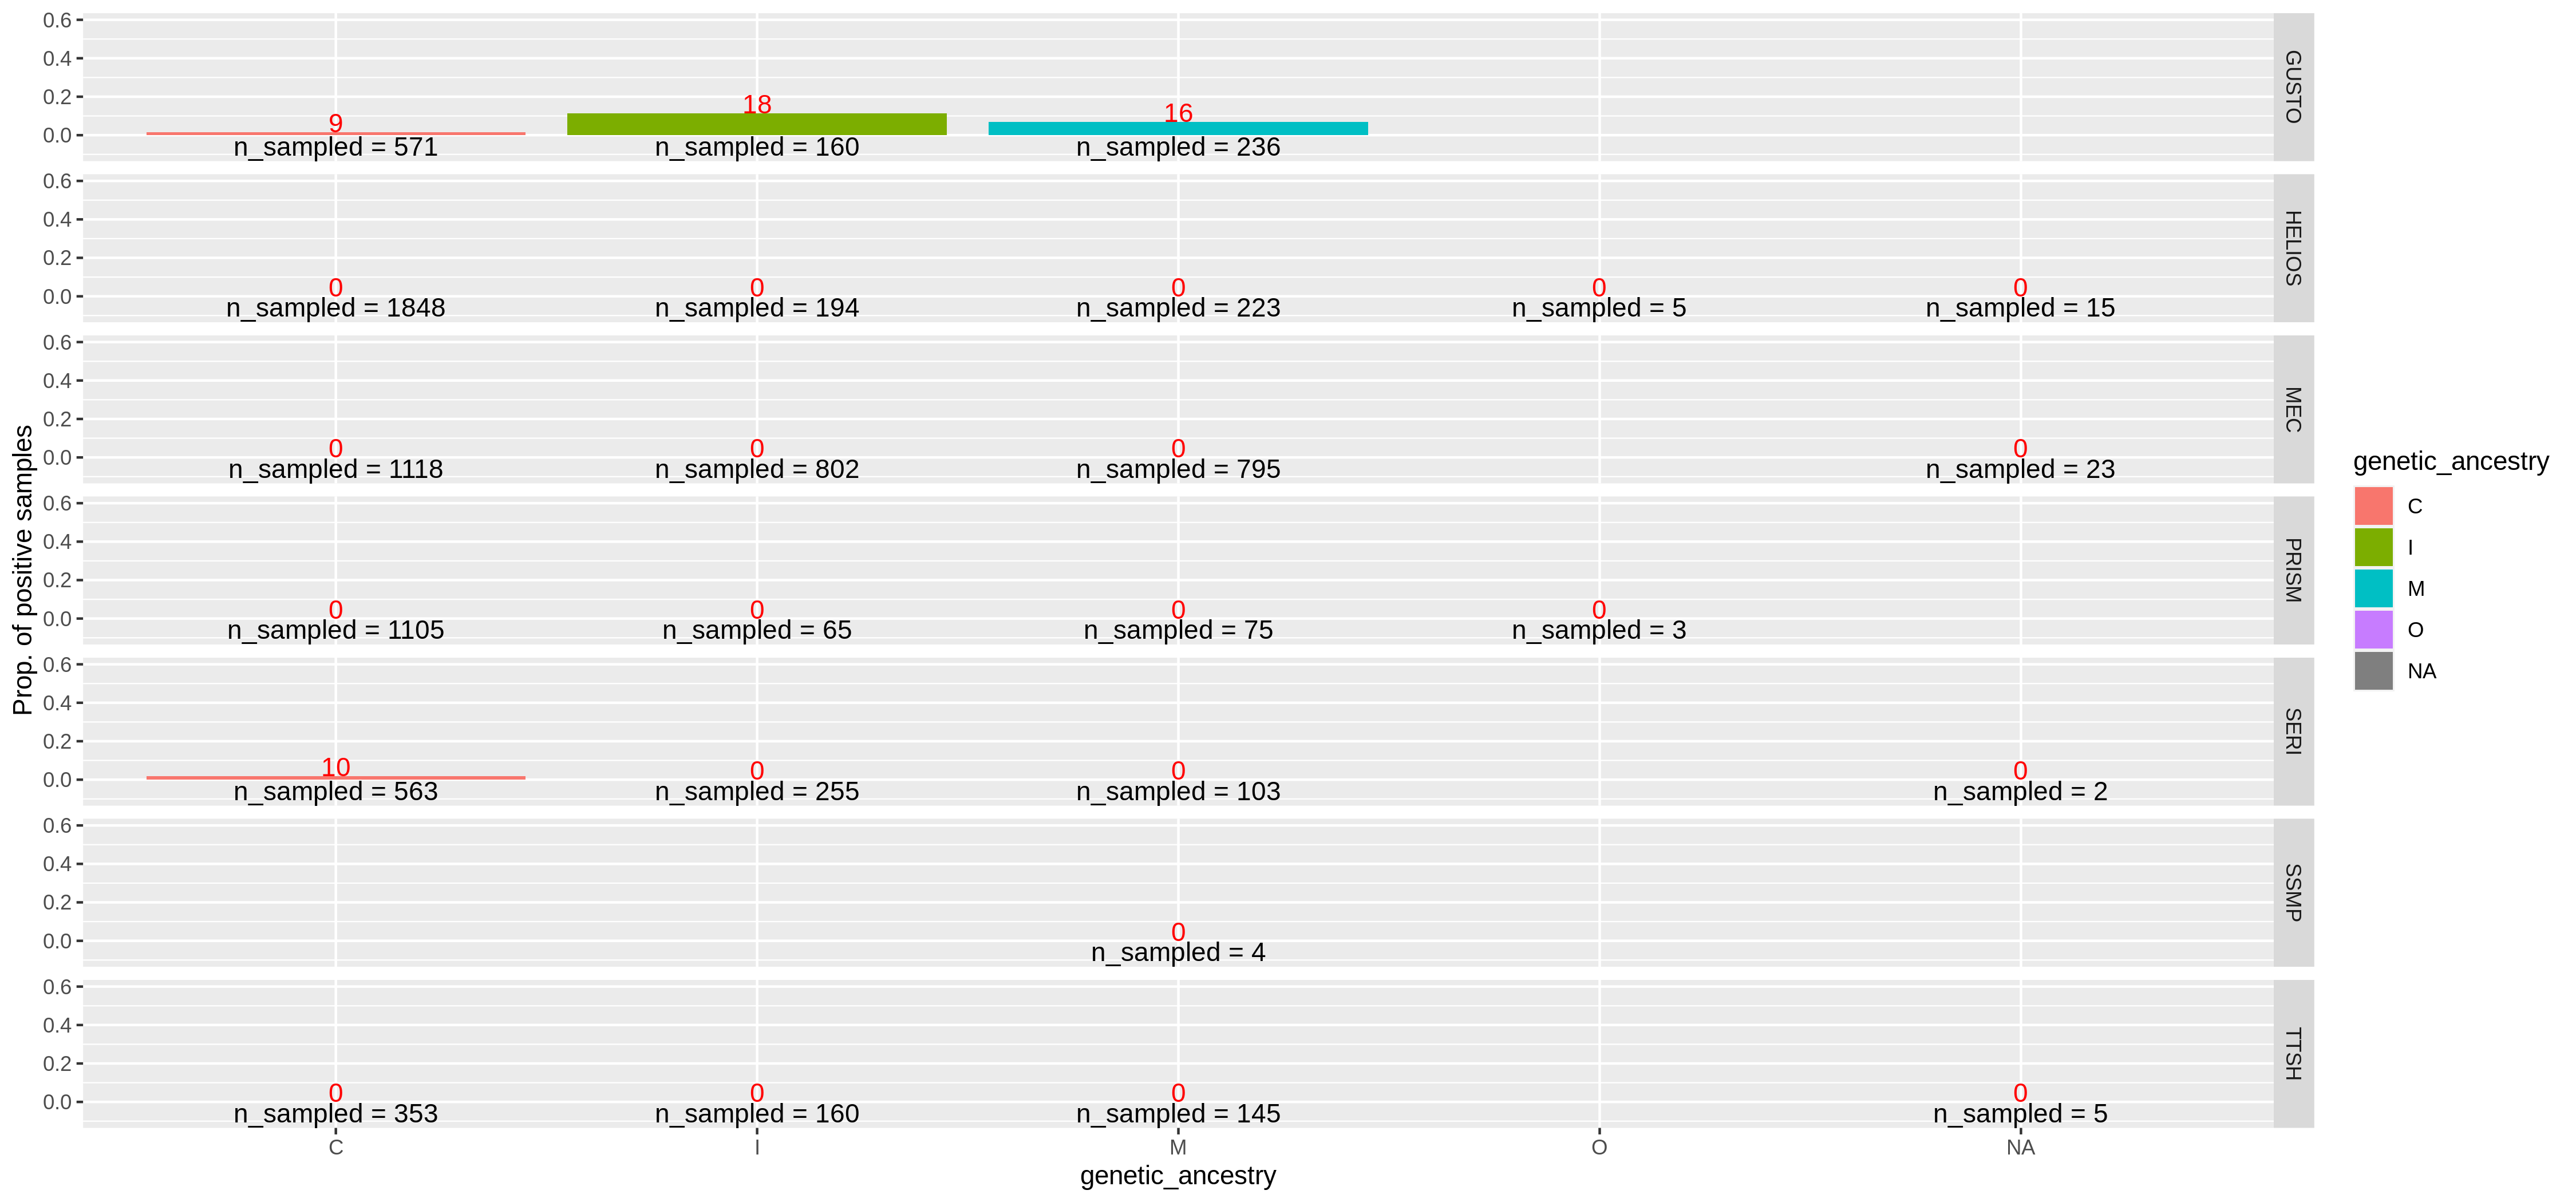 0.6
0.4
0.2
0.0
9
18
16
n_sampled = 571
n_sampled = 160
n_sampled = 236
GUSTO
0.6
0.4
0.2
0.0
0
0
0
0
0
n_sampled = 1848
n_sampled = 194
n_sampled = 223
n_sampled = 5
n_sampled = 15
HELIOS
0.6
0.4
0.2
0.0
0
0
0
0
n_sampled = 1118
n_sampled = 802
n_sampled = 795
n_sampled = 23
MEC
0.6
0.4
0.2
0.0
0
0
0
0
n_sampled = 1105
n_sampled = 65
n_sampled = 75
n_sampled = 3
PRISM
0.6
0.4
0.2
0.0
10
0
0
0
n_sampled = 563
n_sampled = 255
n_sampled = 103
n_sampled = 2
SERI
0.6
0.4
0.2
0.0
0
n_sampled = 4
SSMP
0.6
0.4
0.2
0.0
0
0
0
0
n_sampled = 353
n_sampled = 160
n_sampled = 145
n_sampled = 5
TTSH
C
I
M
O
NA
genetic_ancestry
Prop. of positive samples
genetic_ancestry
C
I
M
O
NA